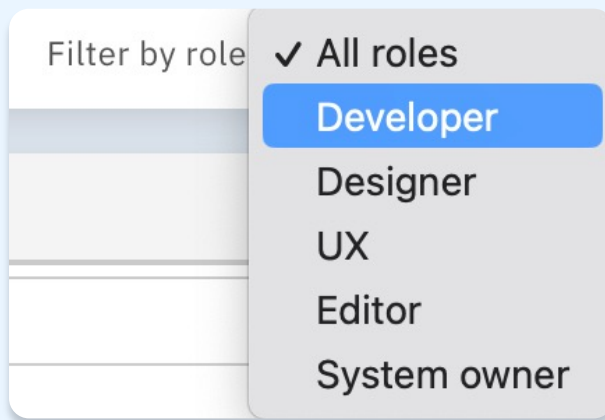 Filter by role
✓ All roles
Developer
Designer
UX
Editor
System owner